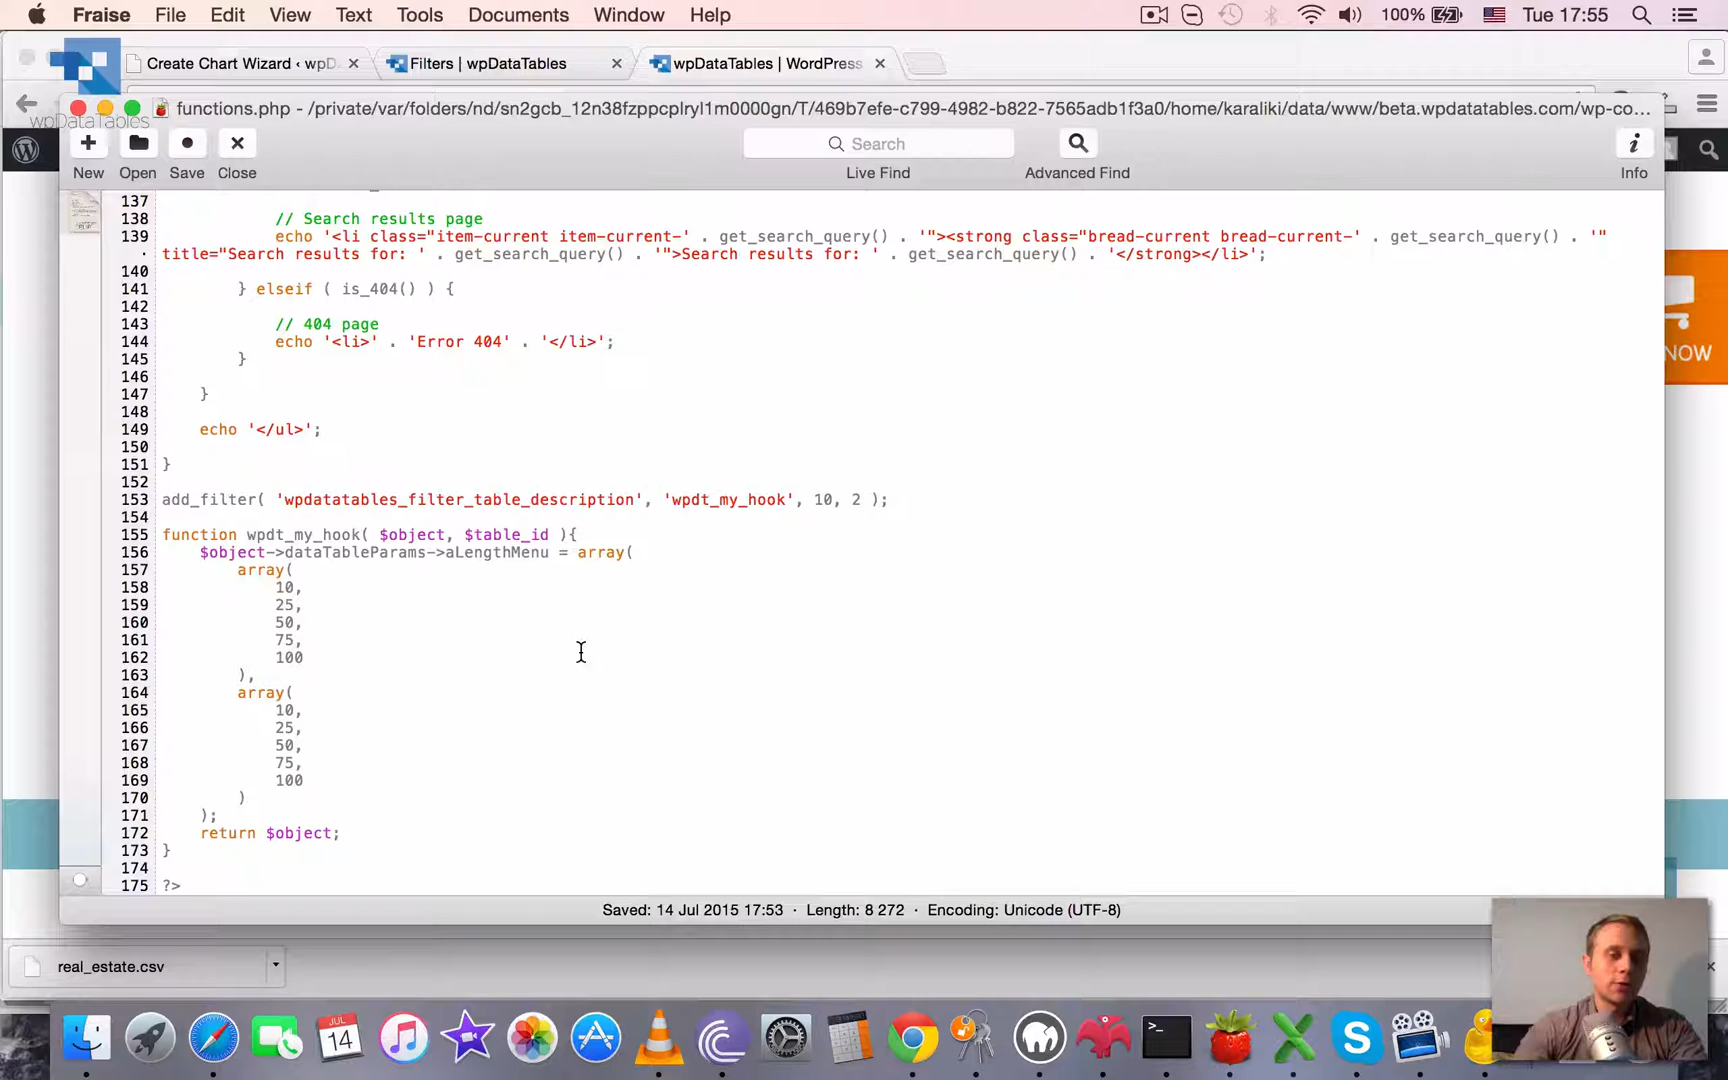 Fraise File Edit View Text Tools Documents Window Help 100% Tue 17:55
Create Chart Wizard ‹ wpD Filters | wpDataTables wpDataTables | WordPress
wpDataTables
functions.php - /private/var/folders/nd/sn2gcb_12n38fzppcplryl1m0000gn/T/469b7efe-c799-4982-b822-7565adb1f3a0/home/karaliki/data/www/beta.wpdatatables.com/wp-co...
Search
New Open Save Close Live Find Advanced Find Info
137
138 // Search results page
139 echo '<li class="item-current item-current-' . get_search_query() . '"><strong class="bread-current bread-current-' . get_search_query() . '"
· title="Search results for: ' . get_search_query() . '">Search results for: ' . get_search_query() . '</strong></li>';
140
141 } elseif ( is_404() ) {
142
143 // 404 page
144 echo '<li>' . 'Error 404' . '</li>';
145 }
146
147 }
148
149 echo '</ul>';
150
151 }
152
153 add_filter( 'wpdatatables_filter_table_description', 'wpdt_my_hook', 10, 2 );
154
155 function wpdt_my_hook( $object, $table_id ){
156 $object->dataTableParams->aLengthMenu = array(
157 array(
158 10,
159 25,
160 50,
161 75,
162 100
163 ),
164 array(
165 10,
166 25,
167 50,
168 75,
169 100
170 )
171 );
172 return $object;
173 }
174
175 ?>
NOW
Saved: 14 Jul 2015 17:53 · Length: 8 272 · Encoding: Unicode (UTF-8)
real_estate.csv
JUL
14